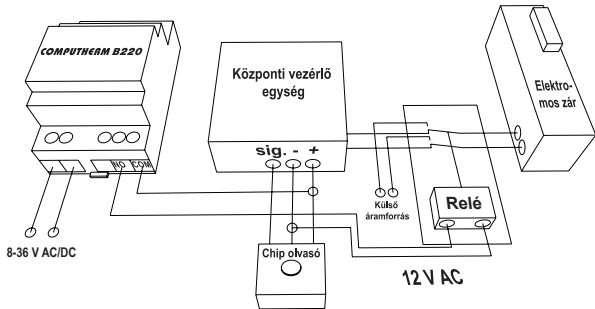 COMPUTHERM B220
NO COM
8-36 V AC/DC
Központi vezérlő
egység
sig. - +
Chip olvasó
Külső
áramforrás
Relé
12 V AC
Elektro-
mos zár